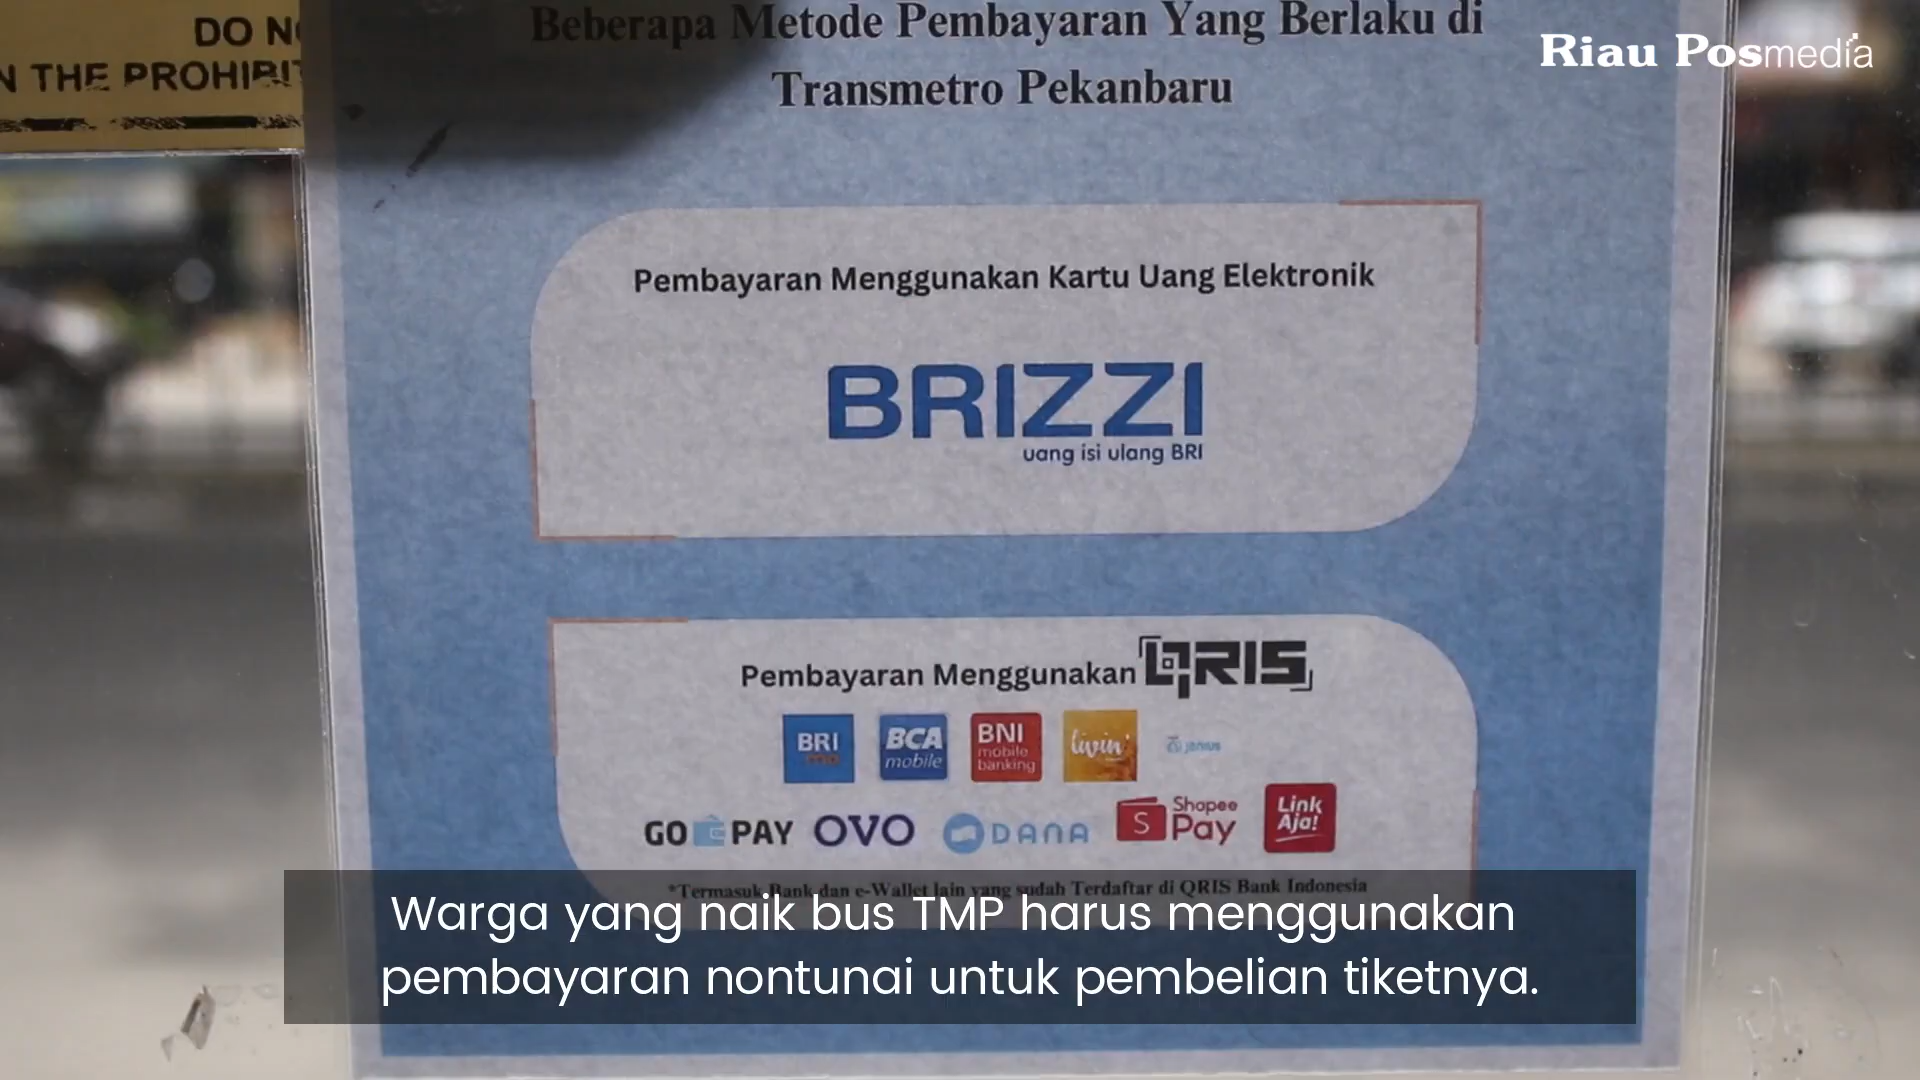 DO N
N THE PROHIBIT
Beberapa Metode Pembayaran Yang Berlaku di
Transmetro Pekanbaru
Riau Posmedia
Pembayaran Menggunakan Kartu Uang Elektronik
BRIZZI
uang isi ulang BRI
Pembayaran Menggunakan QRIS
BRI
BCA mobile
BNI mobile banking
livin'
jenius
GO PAY OVO DANA Shopee Pay Link Aja!
*Termasuk Bank dan e-Wallet lain yang sudah Terdaftar di QRIS Bank Indonesia
Warga yang naik bus TMP harus menggunakan
pembayaran nontunai untuk pembelian tiketnya.